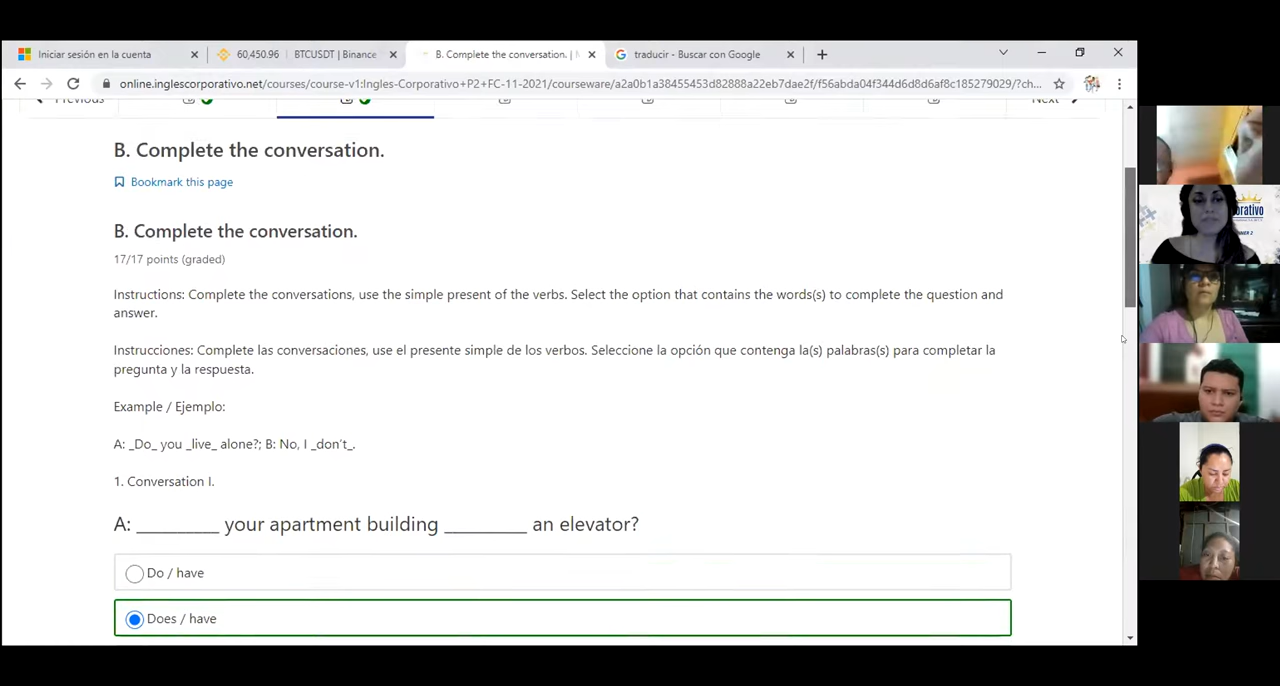 Iniciar sesión en la cuenta
60,450.96 | BTCUSDT | Binance
B. Complete the conversation. |
traducir - Buscar con Google
online.inglescorporativo.net/courses/course-v1:Ingles-Corporativo+P2+FC-11-2021/courseware/a2a0b1a38455453d82888a22eb7dae2f/f56abda04f344d6d8d6af8c185279029/?ch...
Previous
Next
B. Complete the conversation.
Bookmark this page
B. Complete the conversation.
17/17 points (graded)
Instructions: Complete the conversations, use the simple present of the verbs. Select the option that contains the words(s) to complete the question and
answer.
Instrucciones: Complete las conversaciones, use el presente simple de los verbos. Seleccione la opción que contenga la(s) palabras(s) para completar la
pregunta y la respuesta.
Example / Ejemplo:
A: _Do_ you _live_ alone?; B: No, I _don´t_.
1. Conversation I.
A: _________ your apartment building _________ an elevator?
Do / have
Does / have